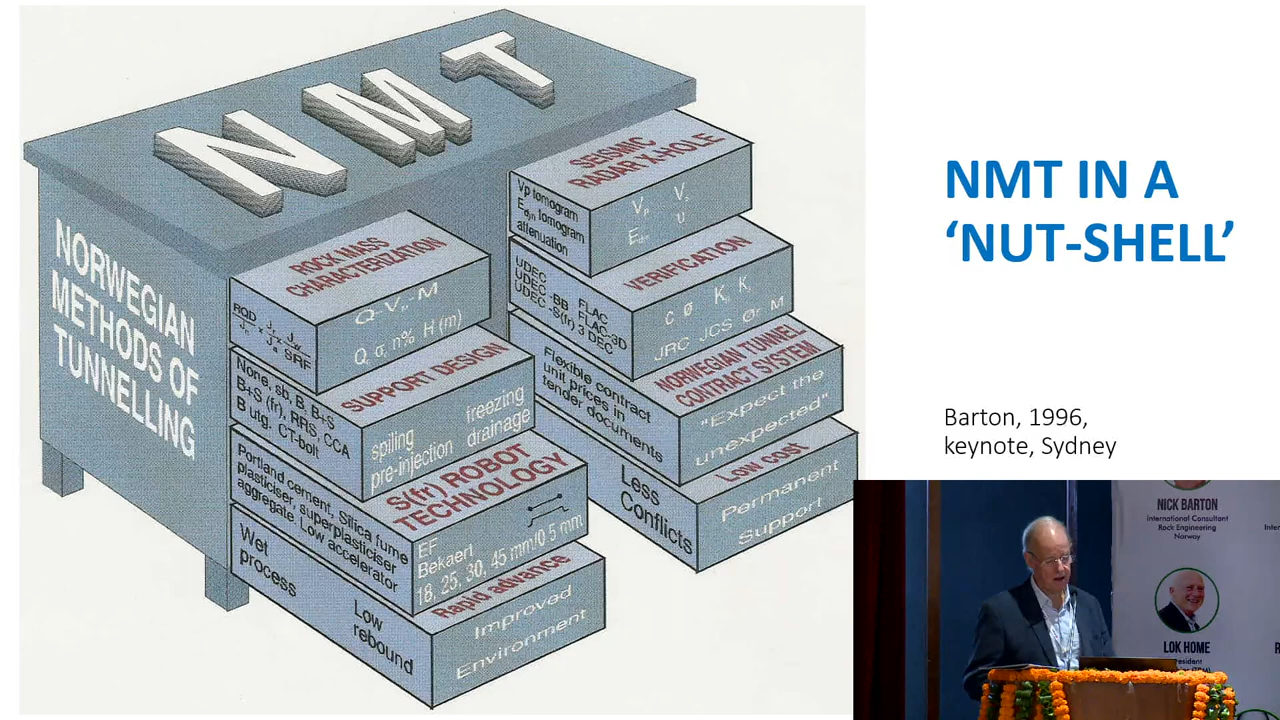 NMT
NORWEGIAN
METHODS OF
TUNNELLING
ROCK MASS
CHARACTERIZATION
RQD
Jn
x
Jr
Ja
x
Jw
SRF
Q-Vp-M
Qc σc n% H (m)
SUPPORT DESIGN
None, sb, B, B+S
B+S (fr), RRS, CCA
B utg. CT-bolt
spiling freezing
pre-injection drainage
S(fr) ROBOT
TECHNOLOGY
Portland cement, Silica fume
plasticiser superplasticiser
aggregate. Low accelerator
EF
Bekaert
18, 25, 30, 45 mm/0.5 mm
Rapid advance
Wet
process
Low
rebound
Improved
Environment
SEISMIC
RADAR X-HOLE
Vp tomogram
Edyn tomogram
attenuation
Vp Vs
Edyn υ
VERIFICATION
UDEC FLAC
UDEC -BB FLAC-3D
UDEC -S(fr) 3 DEC
c ø Kn Ks
JRC JCS Ør M
NORWEGIAN TUNNEL
CONTRACT SYSTEM
Flexible contract
unit prices in
tender documents
"Expect the
unexpected"
LOW COST
Less
Conflicts
Permanent
Support
NMT IN A
‘NUT-SHELL’
Barton, 1996,
keynote, Sydney
NICK BARTON
International Consultant
Rock Engineering
Norway
LOK HOME